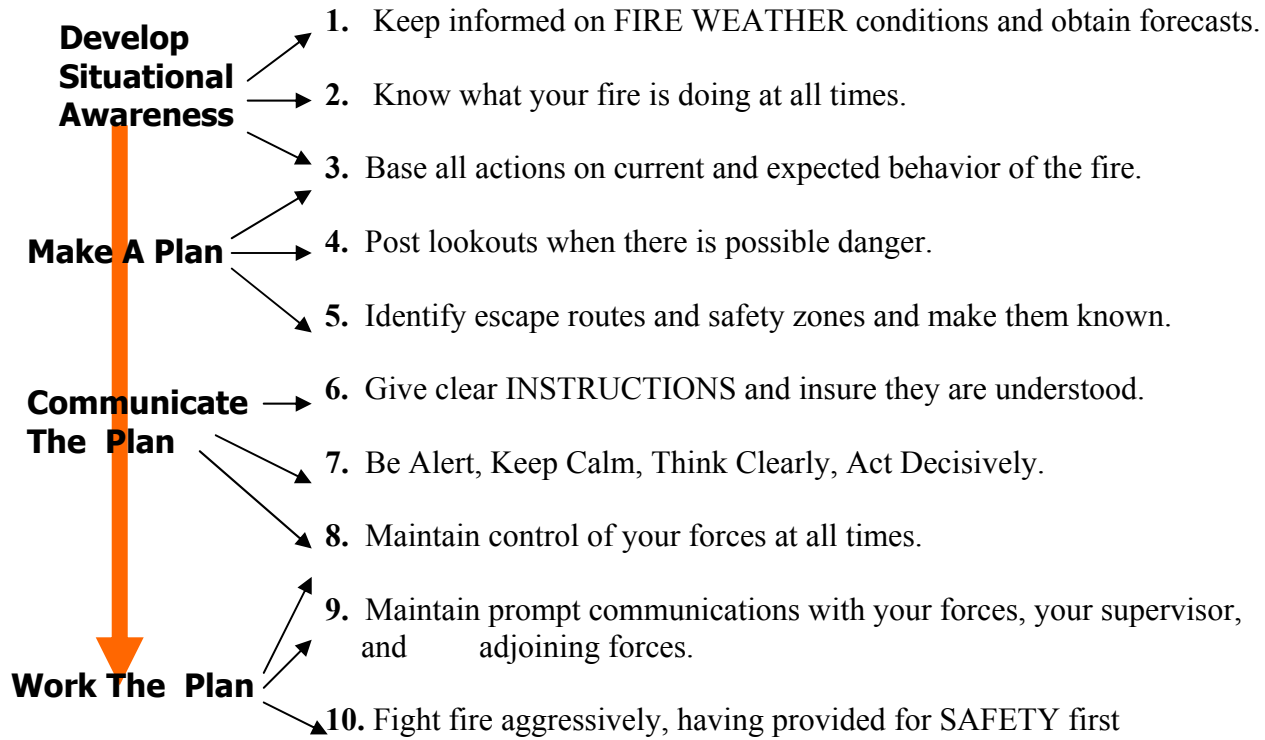 Develop
Situational
Awareness
1. Keep informed on FIRE WEATHER conditions and obtain forecasts.
2. Know what your fire is doing at all times.
3. Base all actions on current and expected behavior of the fire.
Make A Plan
4. Post lookouts when there is possible danger.
5. Identify escape routes and safety zones and make them known.
Communicate
The Plan
6. Give clear INSTRUCTIONS and insure they are understood.
7. Be Alert, Keep Calm, Think Clearly, Act Decisively.
8. Maintain control of your forces at all times.
Work The Plan
9. Maintain prompt communications with your forces, your supervisor,
and adjoining forces.
10. Fight fire aggressively, having provided for SAFETY first